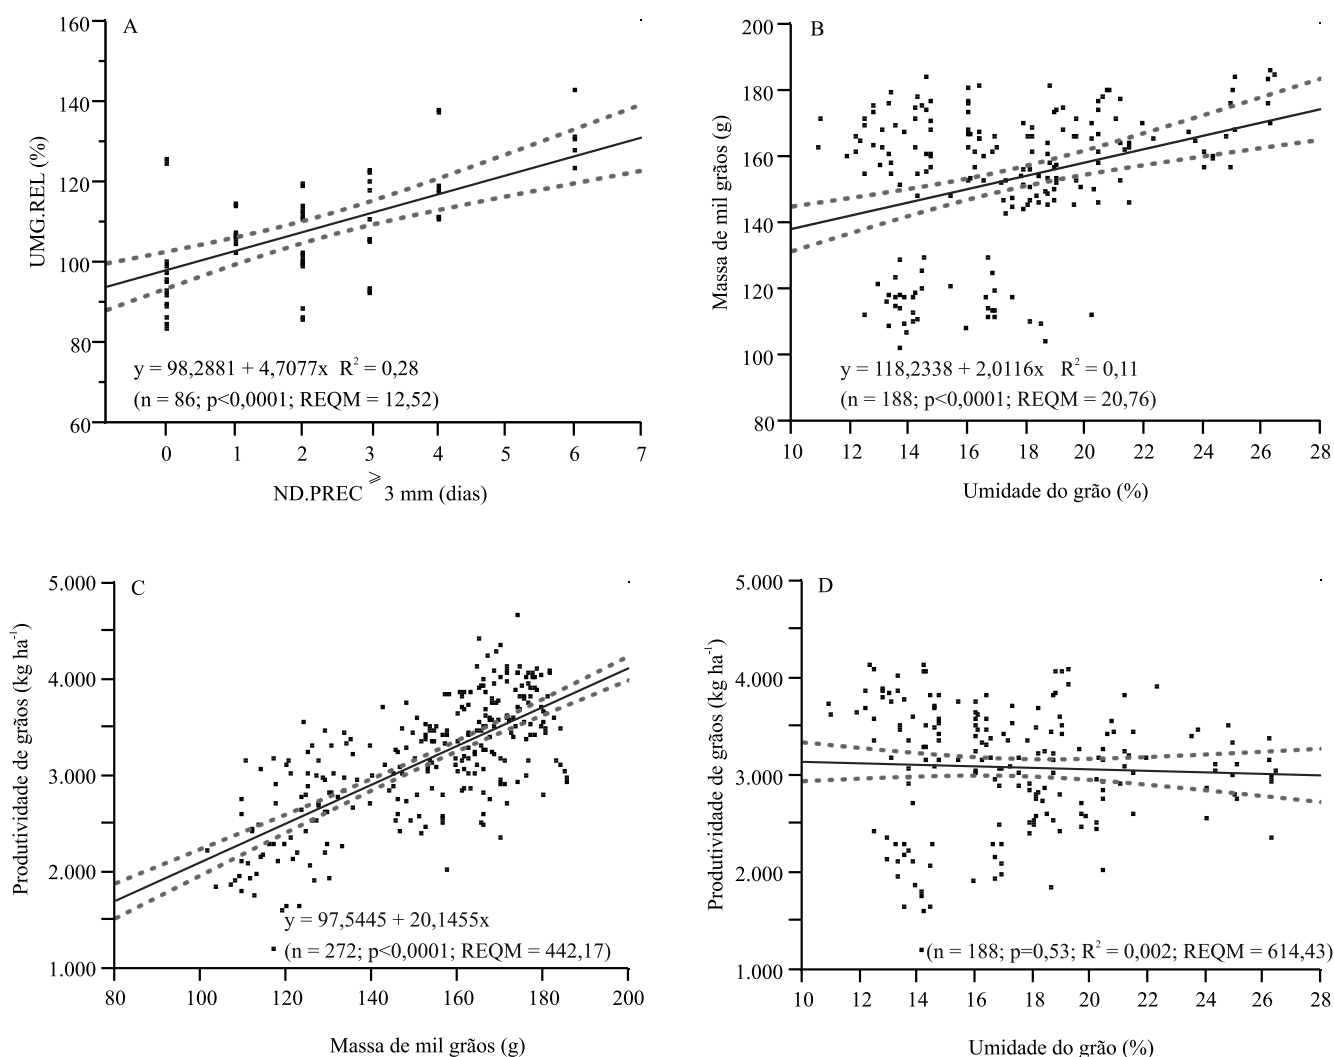 A
160
140
120
100
80
60
UMG.REL (%)
y = 98,2881 + 4,7077x R² = 0,28
(n = 86; p<0,0001; REQM = 12,52)
0 1 2 3 4 5 6 7
ND.PREC ⩾ 3 mm (dias)
B
200
180
160
140
120
100
80
Massa de mil grãos (g)
y = 118,2338 + 2,0116x R² = 0,11
(n = 188; p<0,0001; REQM = 20,76)
10 12 14 16 18 20 22 24 26 28
Umidade do grão (%)
C
5.000
4.000
3.000
2.000
1.000
Produtividade de grãos (kg ha⁻¹)
y = 97,5445 + 20,1455x
(n = 272; p<0,0001; REQM = 442,17)
80 100 120 140 160 180 200
Massa de mil grãos (g)
D
5.000
4.000
3.000
2.000
1.000
Produtividade de grãos (kg ha⁻¹)
(n = 188; p=0,53; R² = 0,002; REQM = 614,43)
10 12 14 16 18 20 22 24 26 28
Umidade do grão (%)